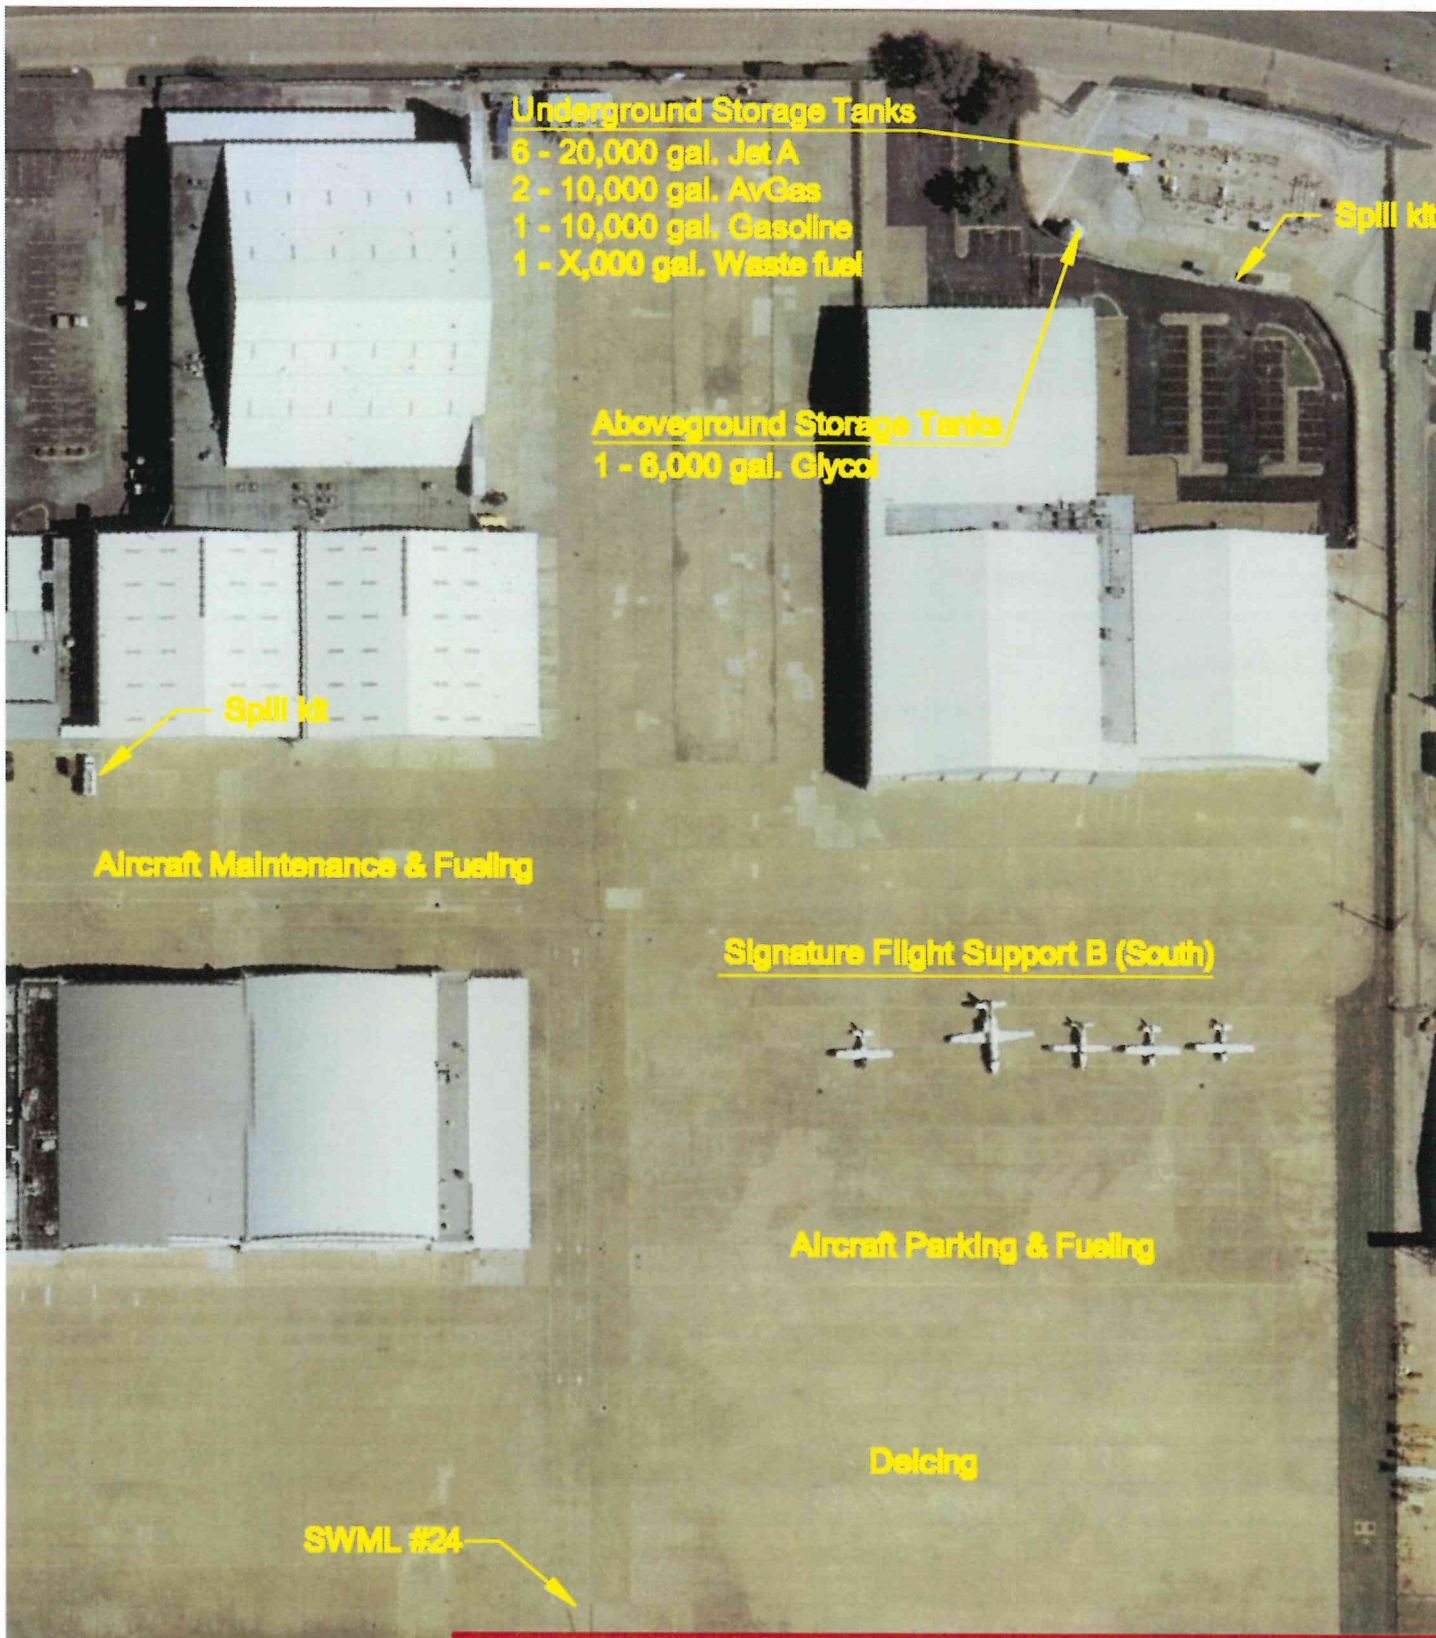 Underground Storage Tanks
6 - 20,000 gal. Jet A
2 - 10,000 gal. AvGas
1 - 10,000 gal. Gasoline
1 - X,000 gal. Waste fuel
Spill kit
Aboveground Storage Tanks
1 - 6,000 gal. Glycol
Spill kit
Aircraft Maintenance & Fueling
Signature Flight Support B (South)
Aircraft Parking & Fueling
Deicing
SWML #24